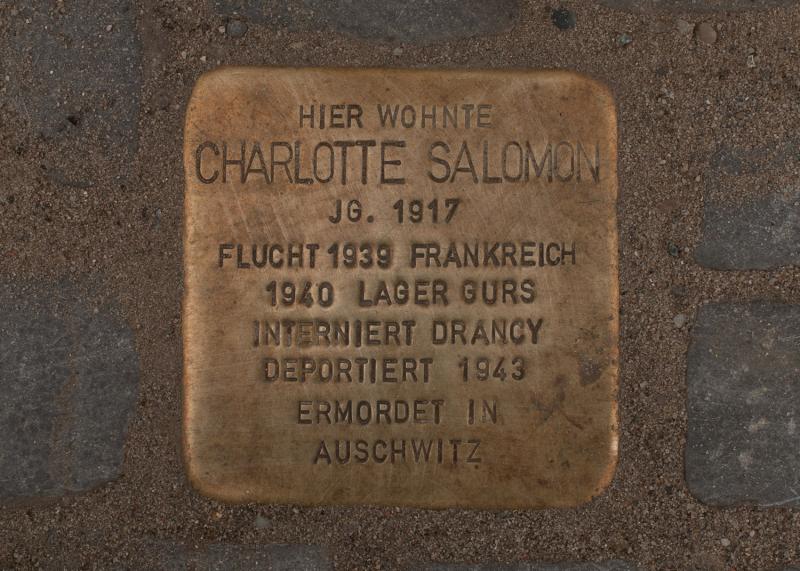 HIER WOHNTE
CHARLOTTE SALOMON
JG. 1917
FLUCHT 1939 FRANKREICH
1940 LAGER GURS
INTERNIERT DRANCY
DEPORTIERT 1943
ERMORDET IN
AUSCHWITZ